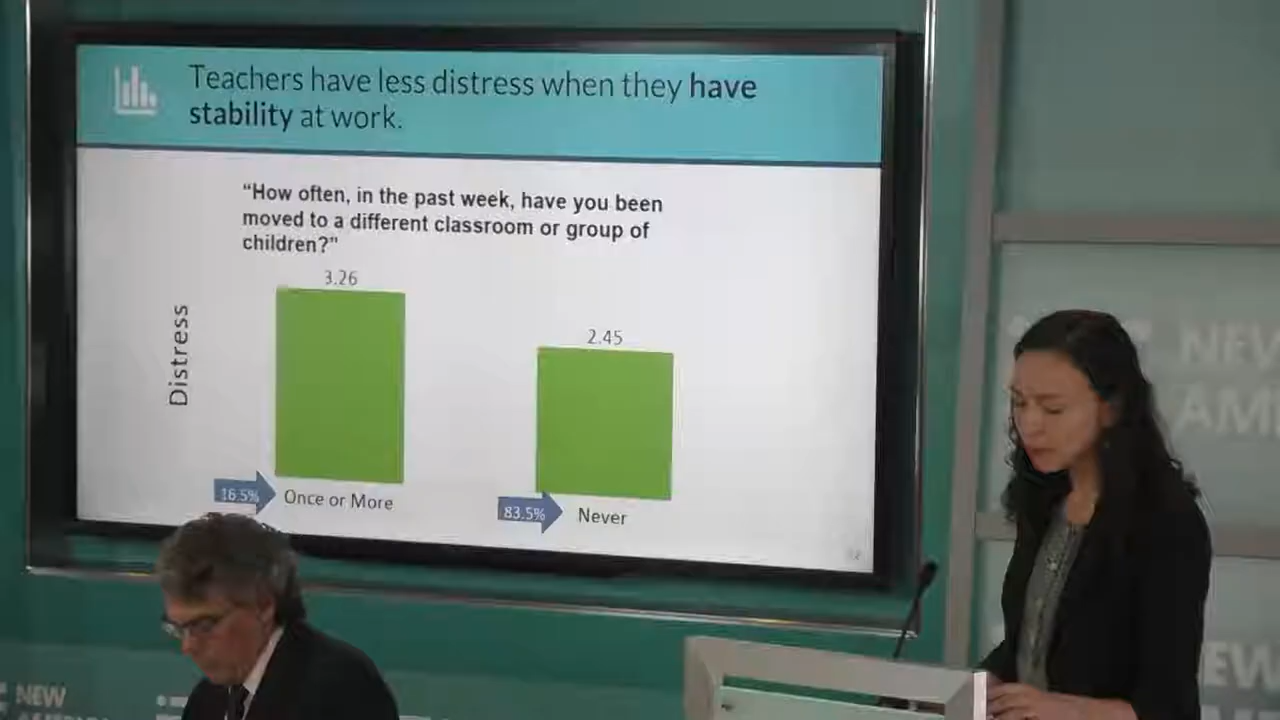 Teachers have less distress when they have
stability at work.
“How often, in the past week, have you been
moved to a different classroom or group of
children?”
3.26
2.45
Distress
16.5%
Once or More
83.5%
Never
12
NEW
NEW